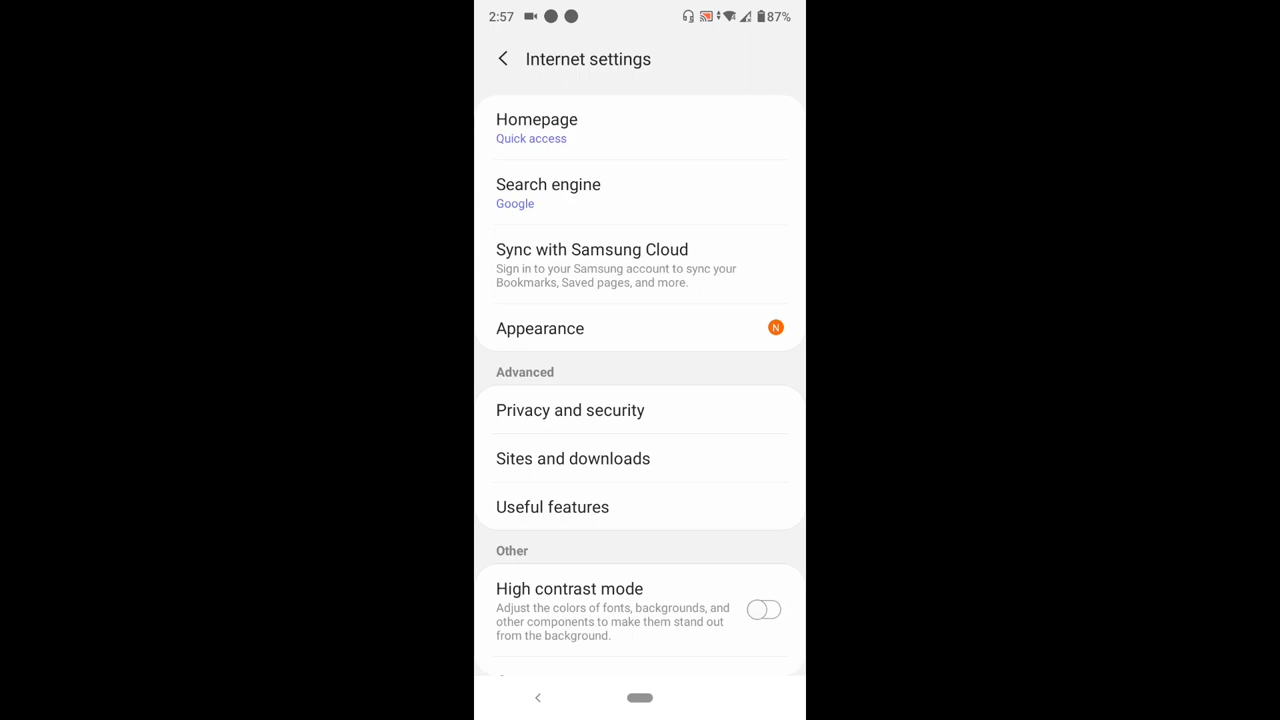 2:57 87%
Internet settings
Homepage
Quick access
Search engine
Google
Sync with Samsung Cloud
Sign in to your Samsung account to sync your
Bookmarks, Saved pages, and more.
Appearance N
Advanced
Privacy and security
Sites and downloads
Useful features
Other
High contrast mode
Adjust the colors of fonts, backgrounds, and
other components to make them stand out
from the background.